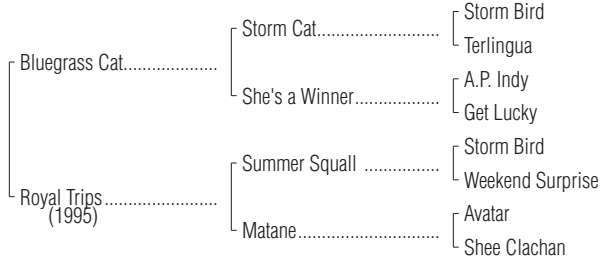 Storm Bird
Storm Cat......................................
Terlingua
Bluegrass Cat.......................
A.P. Indy
She's a Winner..........................
Get Lucky
Storm Bird
Summer Squall .......................
Weekend Surprise
Royal Trips............................
(1995)
Avatar
Matane...........................................
Shee Clachan